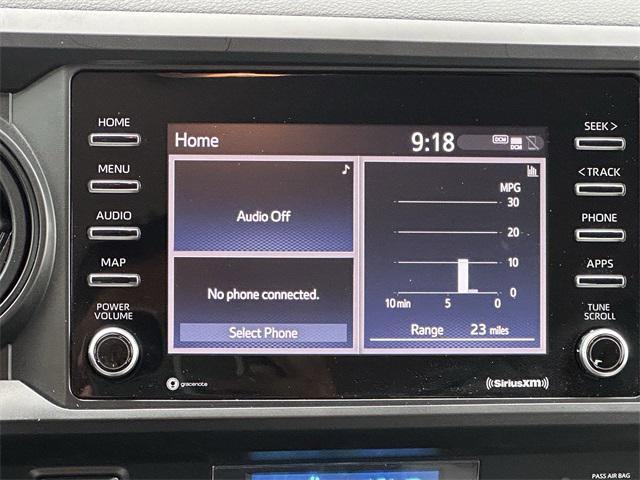 HOME
MENU
AUDIO
MAP
POWER
VOLUME
Home
9:18
DCM
DCM
Audio Off
No phone connected.
Select Phone
MPG
30
20
10
0
10 min 5 0
Range 23 miles
SEEK >
< TRACK
PHONE
APPS
TUNE
SCROLL
gracenote
((SiriusXM))
PASS AIR BAG